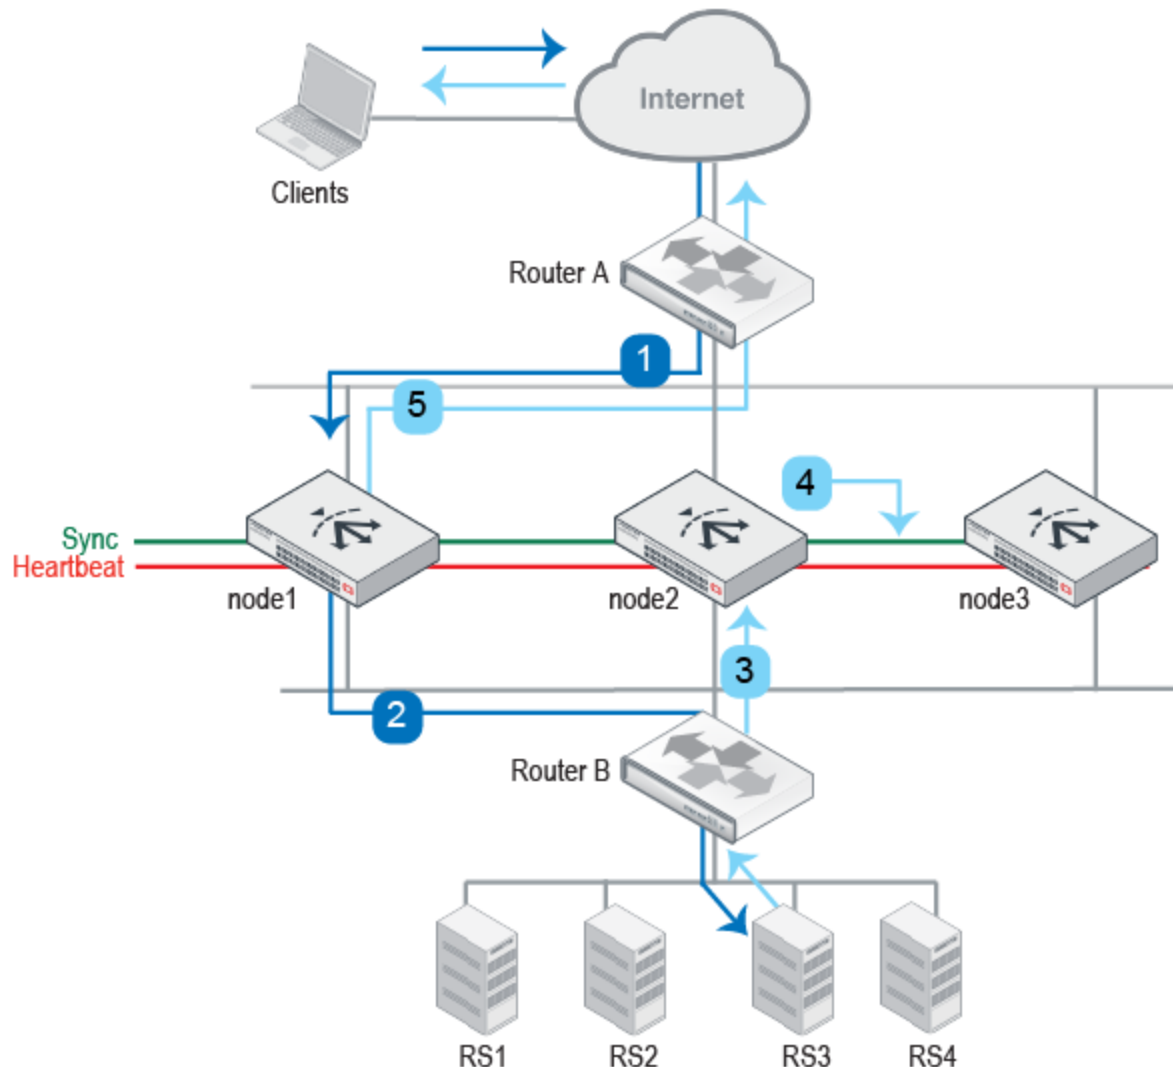 Internet
Clients
Router A
1
5
4
Sync
Heartbeat
node1
node2
node3
3
2
Router B
RS1
RS2
RS3
RS4